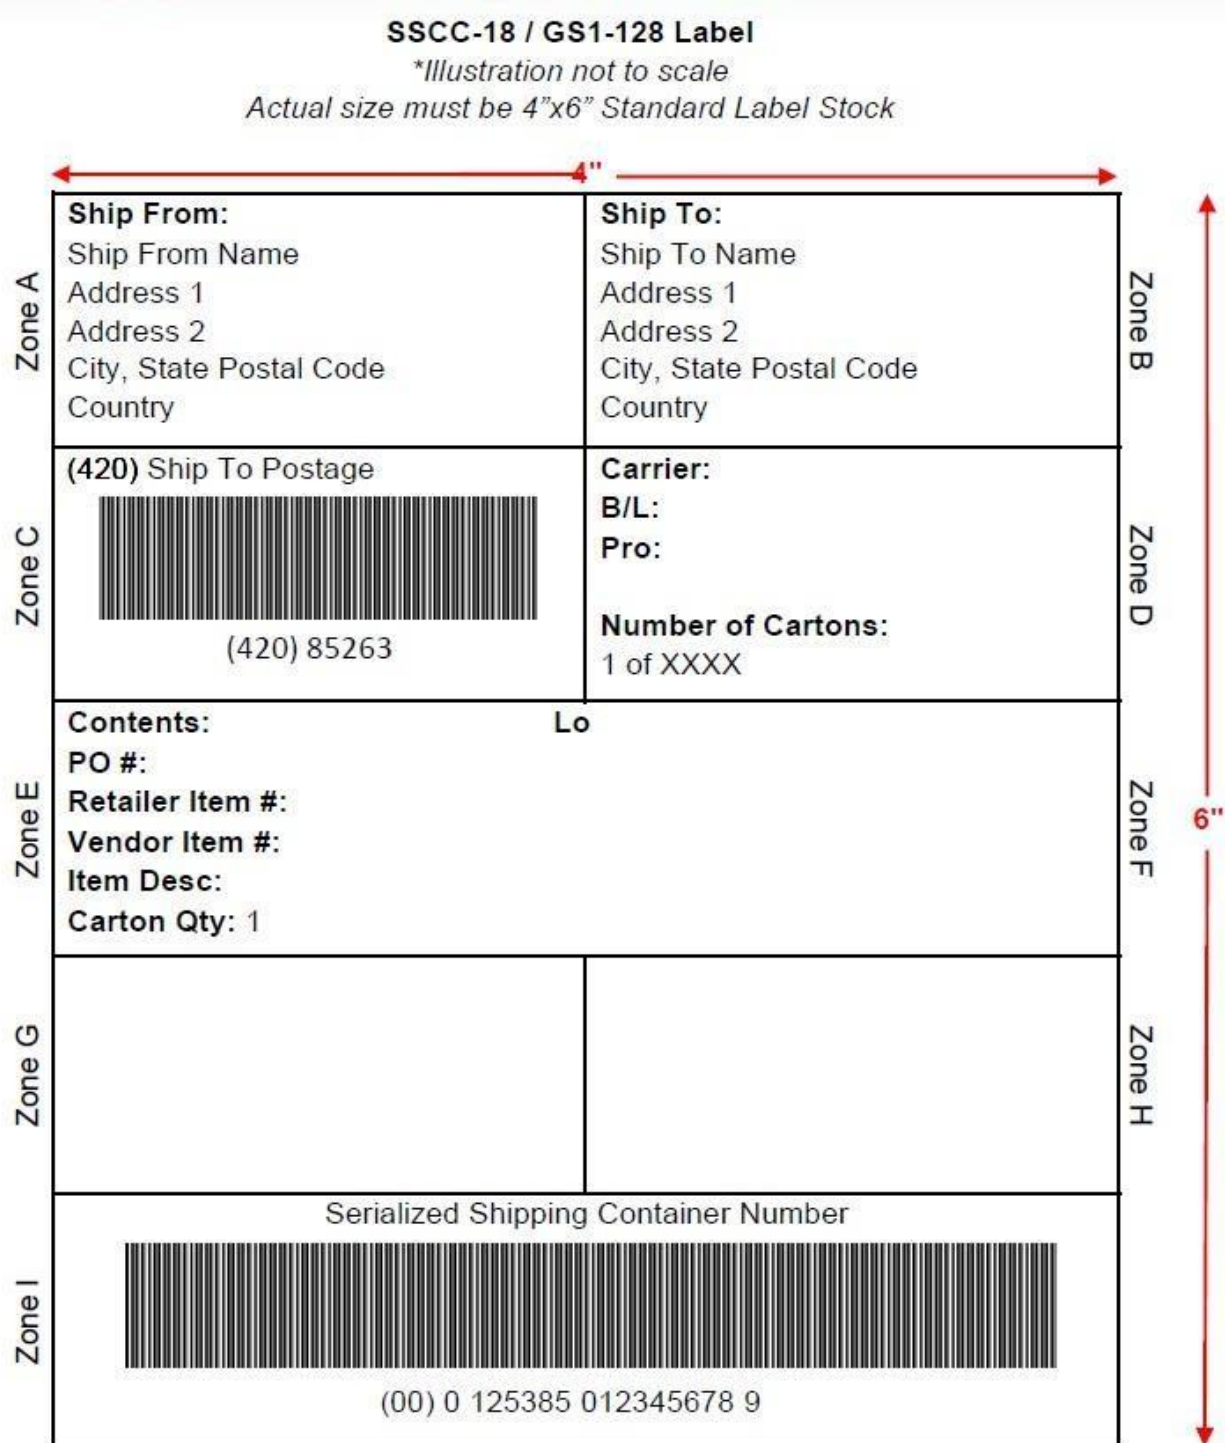 SSCC-18 / GS1-128 Label
*Illustration not to scale
Actual size must be 4”x6” Standard Label Stock
4"
Zone A
Ship From:
Ship From Name
Address 1
Address 2
City, State Postal Code
Country
Ship To:
Ship To Name
Address 1
Address 2
City, State Postal Code
Country
Zone B
Zone C
(420) Ship To Postage
(420) 85263
Carrier:
B/L:
Pro:
Number of Cartons:
1 of XXXX
Zone D
Zone E
Contents: Lo
PO #:
Retailer Item #:
Vendor Item #:
Item Desc:
Carton Qty: 1
Zone F
6"
Zone G
Zone H
Zone I
Serialized Shipping Container Number
(00) 0 125385 012345678 9